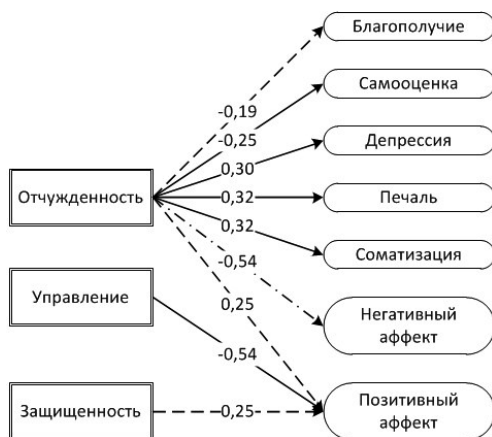 Благополучие
Самооценка
-0,19
-0,25
Депрессия
0,30
Отчужденность
0,32
Печаль
0,32
Соматизация
-0,54
Управление
0,25
Негативный
аффект
-0,54
Защищенность
0,25
Позитивный
аффект